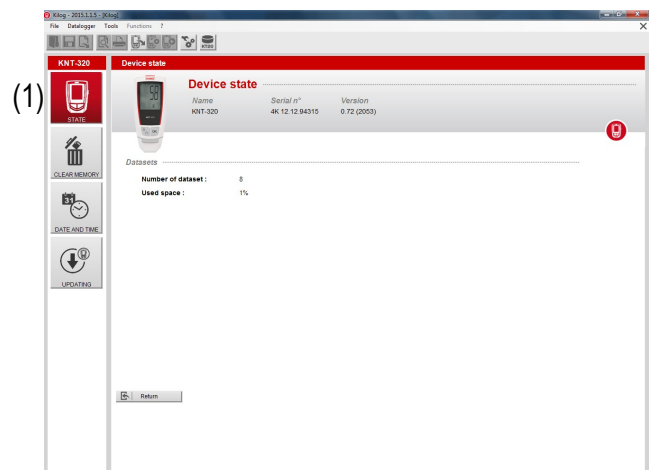 Kilog - 2015.1.1.5 - [Kilog]
File Datalogger Tools Functions ?
KT20
KNT-320 Device state
(1)
STATE
CLEAR MEMORY
31
DATE AND TIME
UPDATING
Device state
Name Serial n° Version
KNT-320 4K.12.12.94315 0.72 (2053)
Datasets
Number of dataset : 8
Used space : 1%
Return